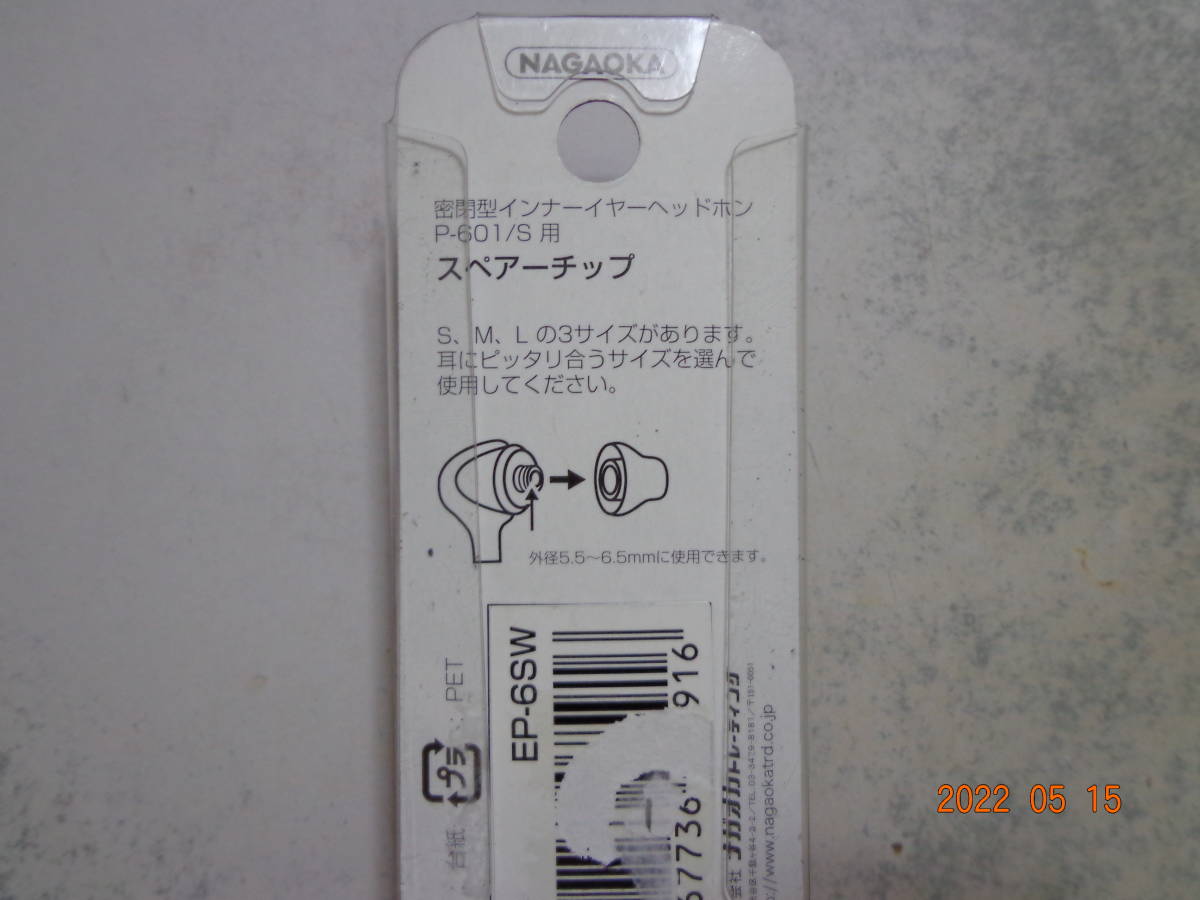 NAGAOKA
密閉型インナーイヤーヘッドホン
P-601/S 用
スペアーチップ
S、M、L の3サイズがあります。
耳にピッタリ合うサイズを選んで
使用してください。
外径5.5〜6.5mmに使用できます。
EP-6SW
916
67736
PET
プラ
台紙
会社 ナガオカトレーディング
://www.nagaokatrd.co.jp
2022 05 15